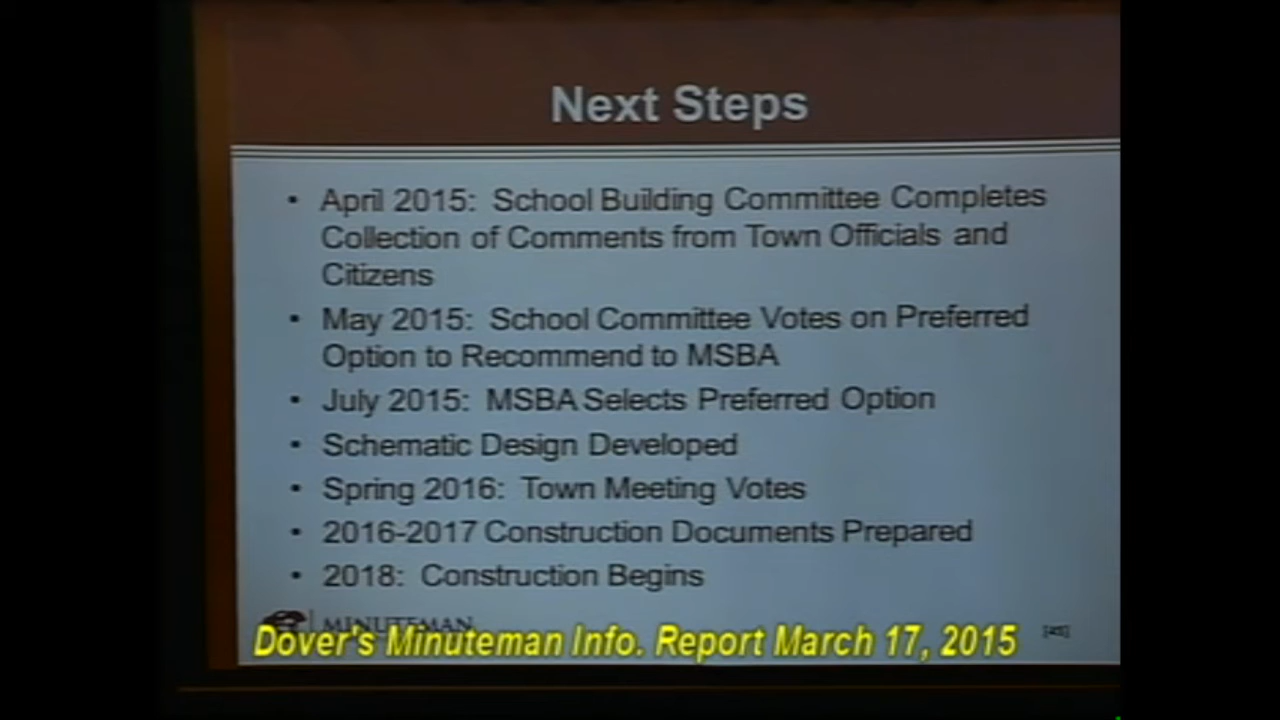 Next Steps
• April 2015: School Building Committee Completes
Collection of Comments from Town Officials and
Citizens
• May 2015: School Committee Votes on Preferred
Option to Recommend to MSBA
• July 2015: MSBA Selects Preferred Option
• Schematic Design Developed
• Spring 2016: Town Meeting Votes
• 2016-2017 Construction Documents Prepared
• 2018: Construction Begins
MINUTEMAN
[45]
Dover's Minuteman Info. Report March 17, 2015